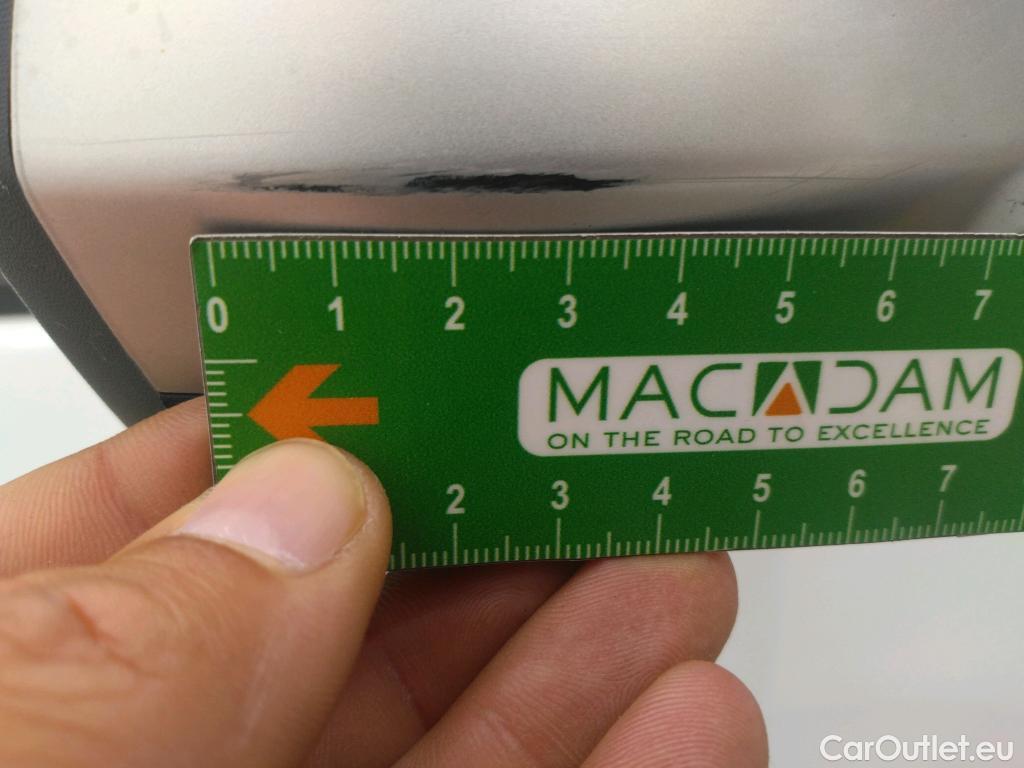 0 1 2 3 4 5 6 7
MACADAM
ON THE ROAD TO EXCELLENCE
2 3 4 5 6 7
CarOutlet.eu